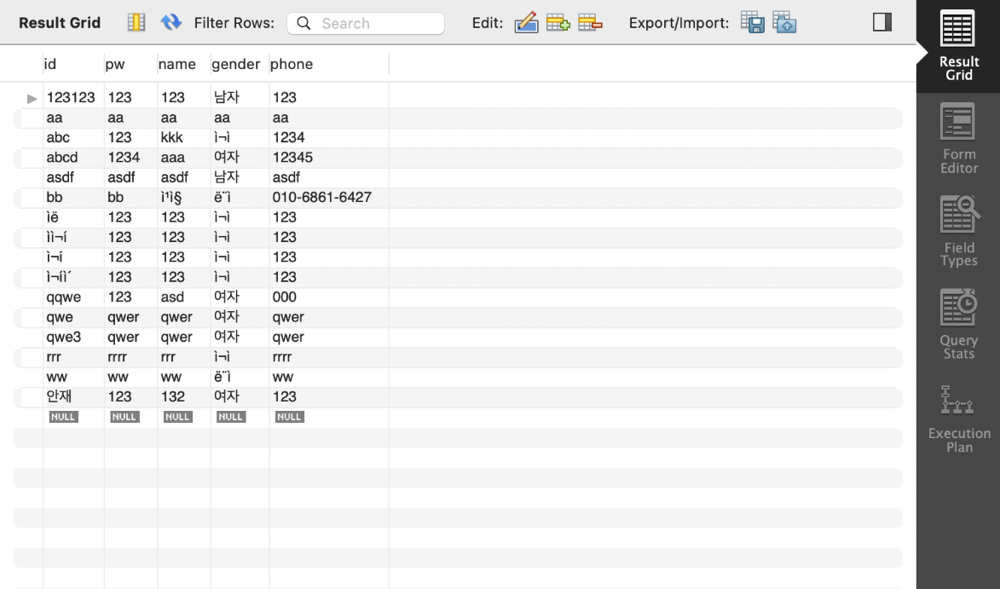 Result Grid Filter Rows: Search Edit: Export/Import:
id pw name gender phone
123123 123 123 남자 123
aa aa aa aa aa
abc 123 kkk ì¬ì 1234
abcd 1234 aaa 여자 12345
asdf asdf asdf 남자 asdf
bb bb ì¹ì§ ë¨ì 010-6861-6427
ìë 123 123 ì¬ì 123
ìì¬í 123 123 ì¬ì 123
ì¬í 123 123 ì¬ì 123
ì¬íì´ 123 123 ì¬ì 123
qqwe 123 asd 여자 000
qwe qwer qwer 여자 qwer
qwe3 qwer qwer 여자 qwer
rrr rrrr rrr ì¬ì rrrr
ww ww ww ë¨ì ww
안재 123 132 여자 123
NULL NULL NULL NULL NULL
Result
Grid
Form
Editor
Field
Types
Query
Stats
Execution
Plan